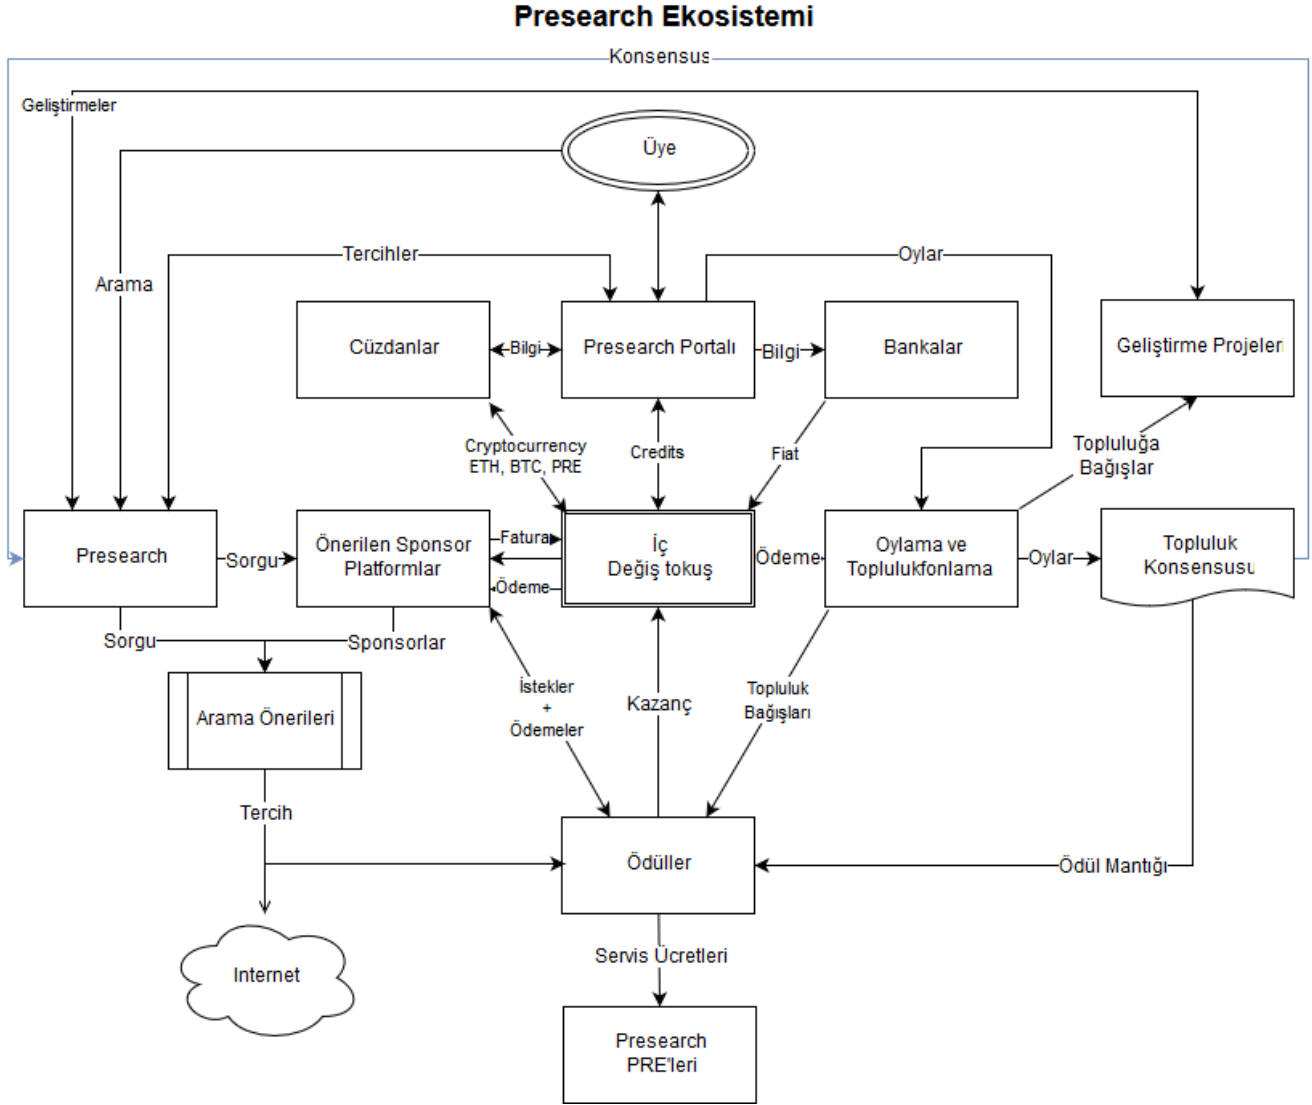 Presearch Ekosistemi
Konsensus
Geliştirmeler
Üye
Tercihler
Oylar
Arama
Cüzdanlar
Bilgi
Presearch Portalı
Bilgi
Bankalar
Geliştirme Projeleri
Cryptocurrency
ETH, BTC, PRE
Credits
Fiat
Topluluğa
Bağışlar
Presearch
Sorgu
Önerilen Sponsor
Platformlar
Fatura
Ödeme
İç
Değiş tokuş
Ödeme
Oylama ve
Toplulukfonlama
Oylar
Topluluk
Konsensusu
Sorgu
Sponsorlar
Arama Önerileri
İstekler
+
Ödemeler
Kazanç
Topluluk
Bağışları
Tercih
Ödüller
Ödül Mantığı
Internet
Servis Ücretleri
Presearch
PRE'leri